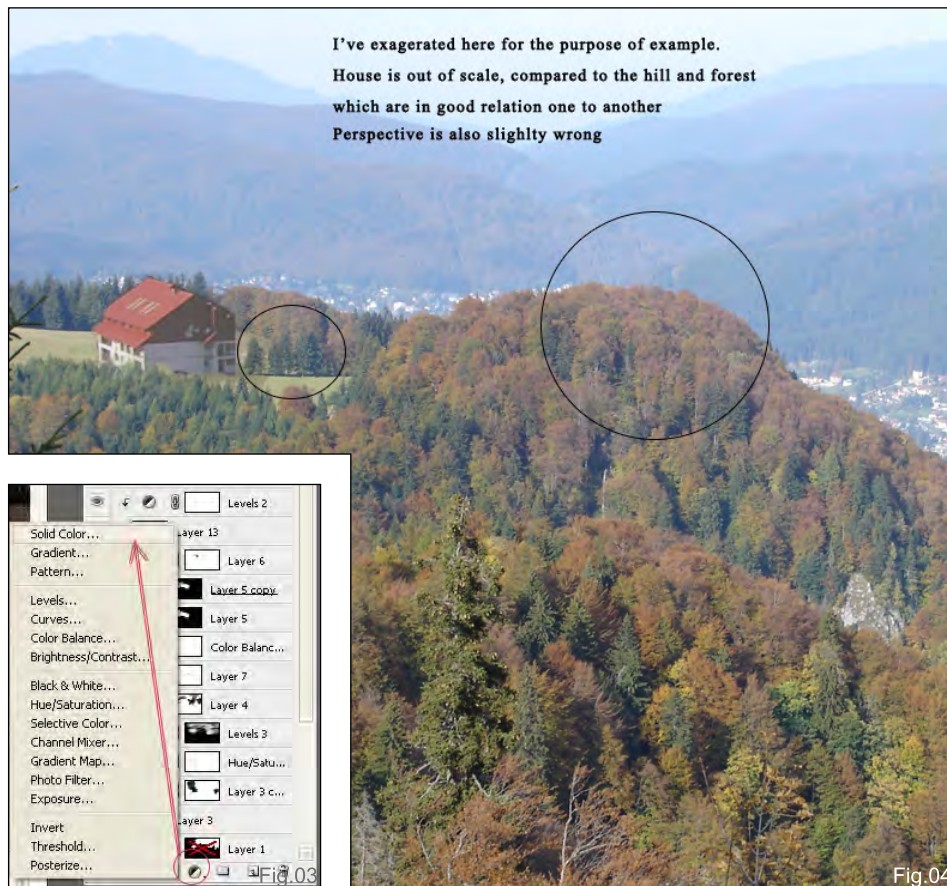 I've exagerated here for the purpose of example.
House is out of scale, compared to the hill and forest
which are in good relation one to another
Perspective is also slighlty wrong
Levels 2
Layer 13
Layer 6
Layer 5 copy
Layer 5
Color Balanc...
Layer 7
Layer 4
Levels 3
Hue/Satu...
Layer 3 c...
Layer 3
Layer 1
Solid Color...
Gradient...
Pattern...
Levels...
Curves...
Color Balance...
Brightness/Contrast...
Black & White...
Hue/Saturation...
Selective Color...
Channel Mixer...
Gradient Map...
Photo Filter...
Exposure...
Invert
Threshold...
Posterize...
Fig.03
Fig.04